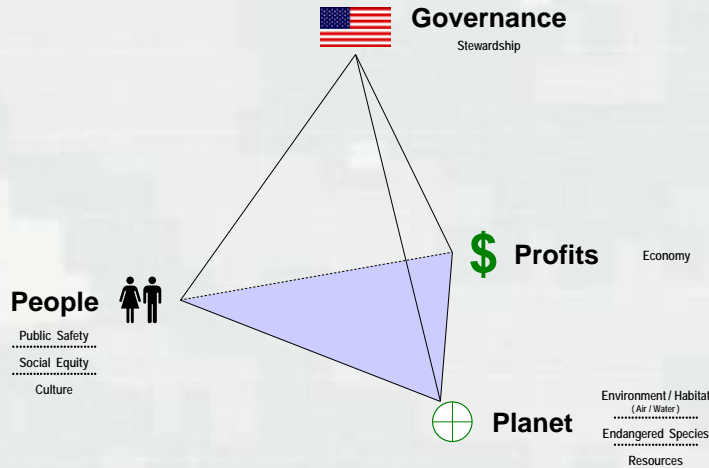 Governance
Stewardship
$ Profits
Economy
People
Public Safety
Social Equity
Culture
Planet
Environment / Habitat
( Air / Water )
Endangered Species
Resources